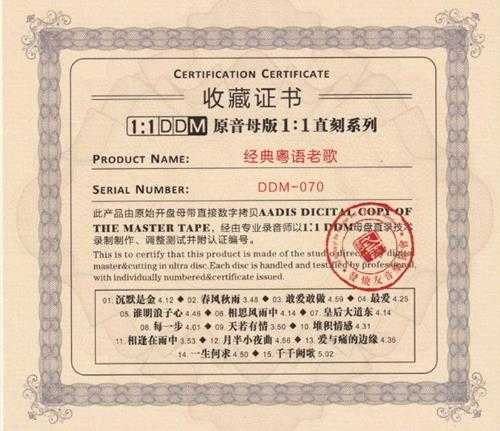 CERTIFICATION CERTIFICATE
收藏证书
1:1DDM 原音母版1:1直刻系列
PRODUCT NAME: 经典粤语老歌
SERIAL NUMBER: DDM-070
此产品由原始开盘母带直接数字拷贝AADIS DICITAL COPY OF
THE MASTER TAPE，经由专业录音师以1:1 DDM母盘直录技术
录制制作、调整测试并附认证编号。
This is to certify that this product is made of the studio direct
master&cutting in ultra disc.Each disc is handled and testified by professional,
with individually numbered&certificate issued.
01.沉默是金4.12 ◆ 02.春风秋雨3.48 ◆ 03.敢爱敢做4.59 ◆ 04.最爱4.25
05.谁明浪子心4.48 ◆ 06.相思风雨中4.14 ◆ 07.皇后大道东4.14
08.每一步4.01 ◆ 09.天若有情3.50 ◆ 10.堆积情感4.31
11.相逢在雨中3.53 ◆ 12.月半小夜曲4.56 ◆ 13.爱与痛的边缘4.36
14.一生何求4.50 ◆ 15.千千阙歌5.02